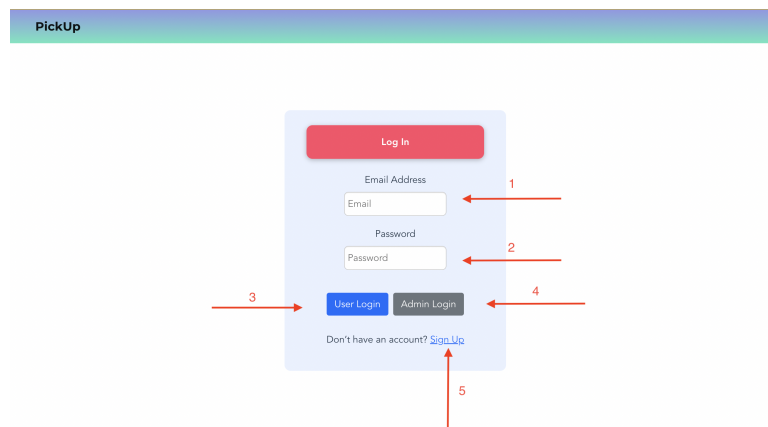 PickUp
Log In
Email Address
1
Email
Password
2
Password
3
User Login Admin Login
4
Don't have an account? Sign Up
5